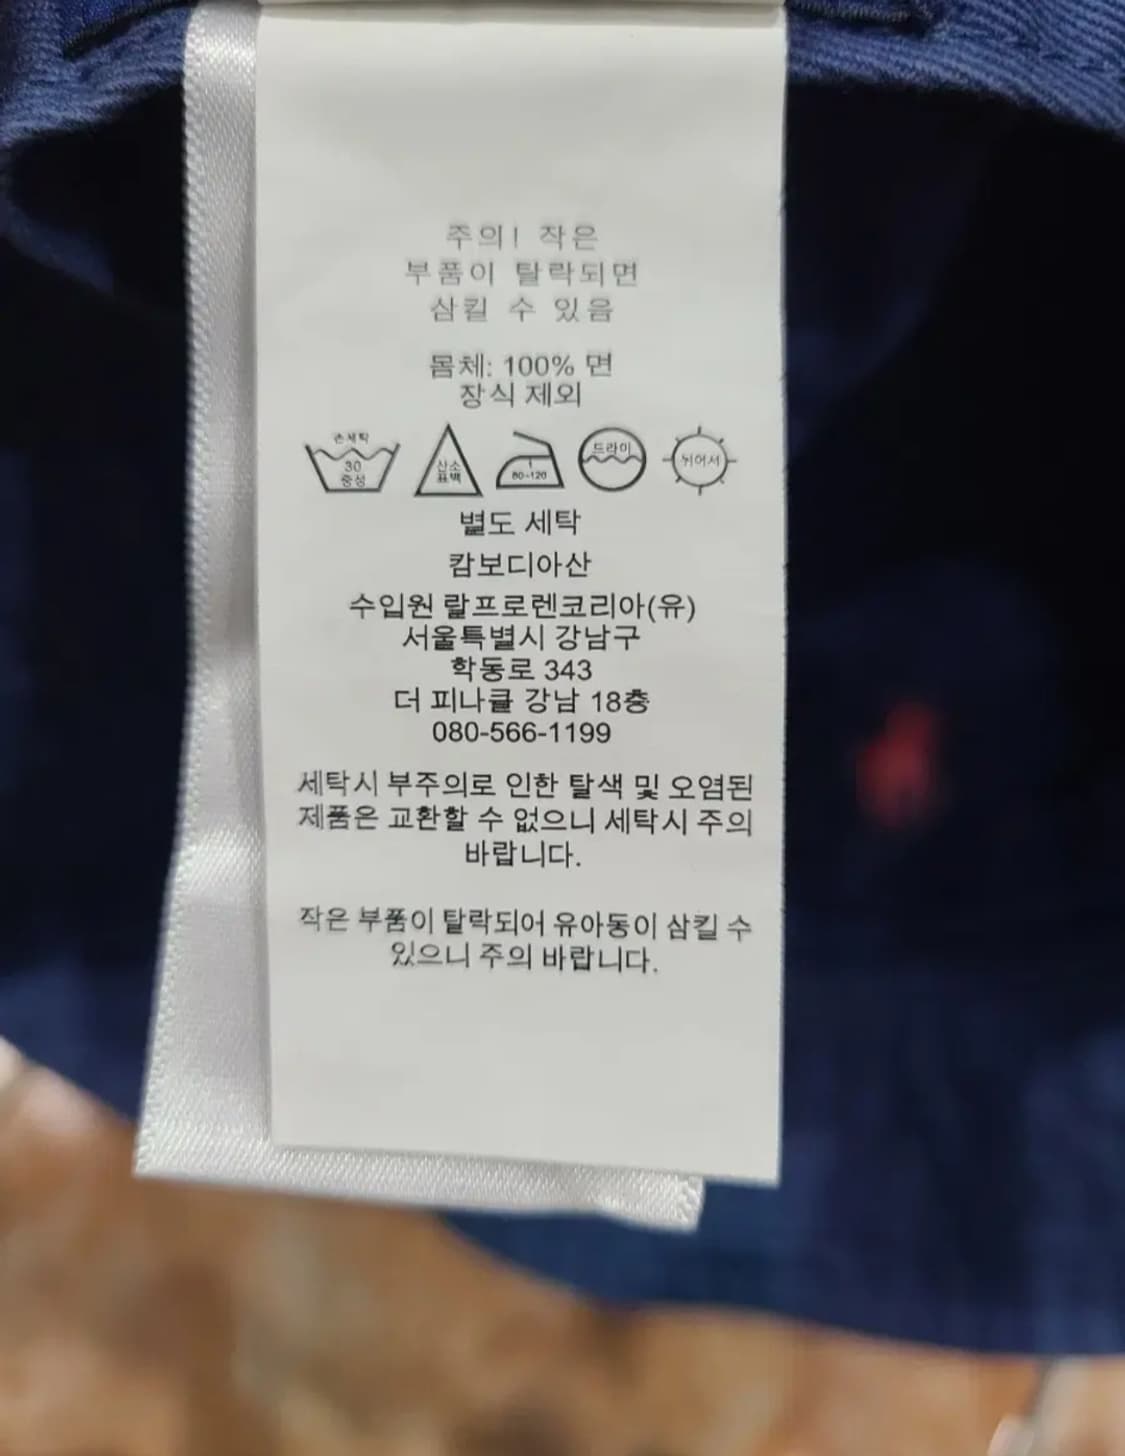 주의! 작은
부품이 탈락되면
삼킬 수 있음
몸체: 100% 면
장식 제외
손세탁
30
중성
산소
표백
80~120
드라이
뉘어서
별도 세탁
캄보디아산
수입원 랄프로렌코리아(유)
서울특별시 강남구
학동로 343
더 피나클 강남 18층
080-566-1199
세탁시 부주의로 인한 탈색 및 오염된
제품은 교환할 수 없으니 세탁시 주의
바랍니다.
작은 부품이 탈락되어 유아동이 삼킬 수
있으니 주의 바랍니다.